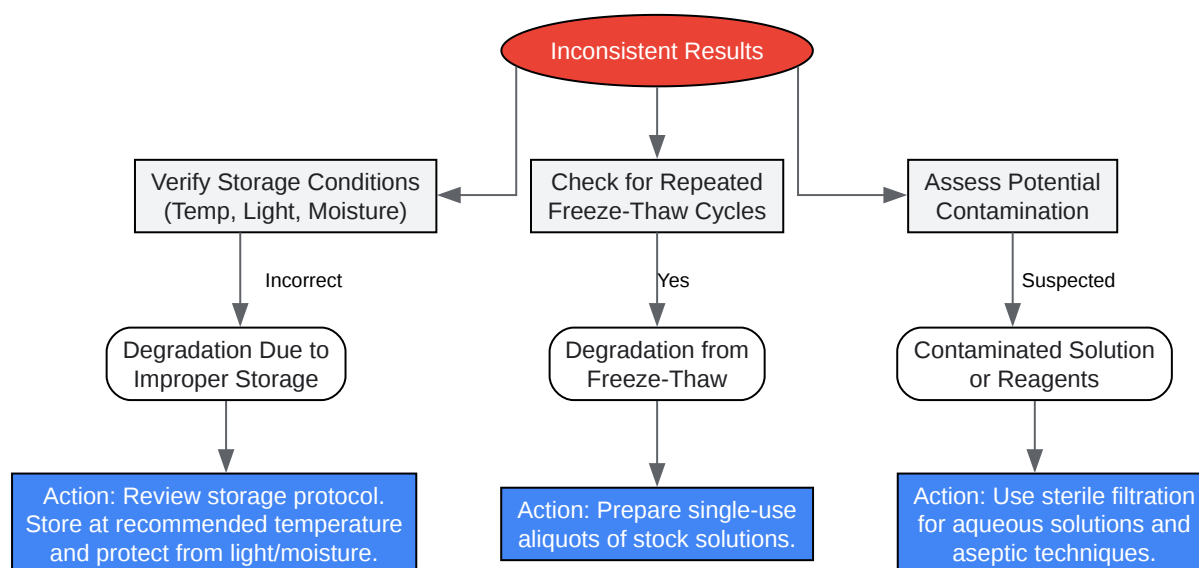 Inconsistent Results
Verify Storage Conditions
(Temp, Light, Moisture)
Check for Repeated
Freeze-Thaw Cycles
Assess Potential
Contamination
Incorrect
Yes
Suspected
Degradation Due to
Improper Storage
Degradation from
Freeze-Thaw
Contaminated Solution
or Reagents
Action: Review storage protocol.
Store at recommended temperature
and protect from light/moisture.
Action: Prepare single-use
aliquots of stock solutions.
Action: Use sterile filtration
for aqueous solutions and
aseptic techniques.